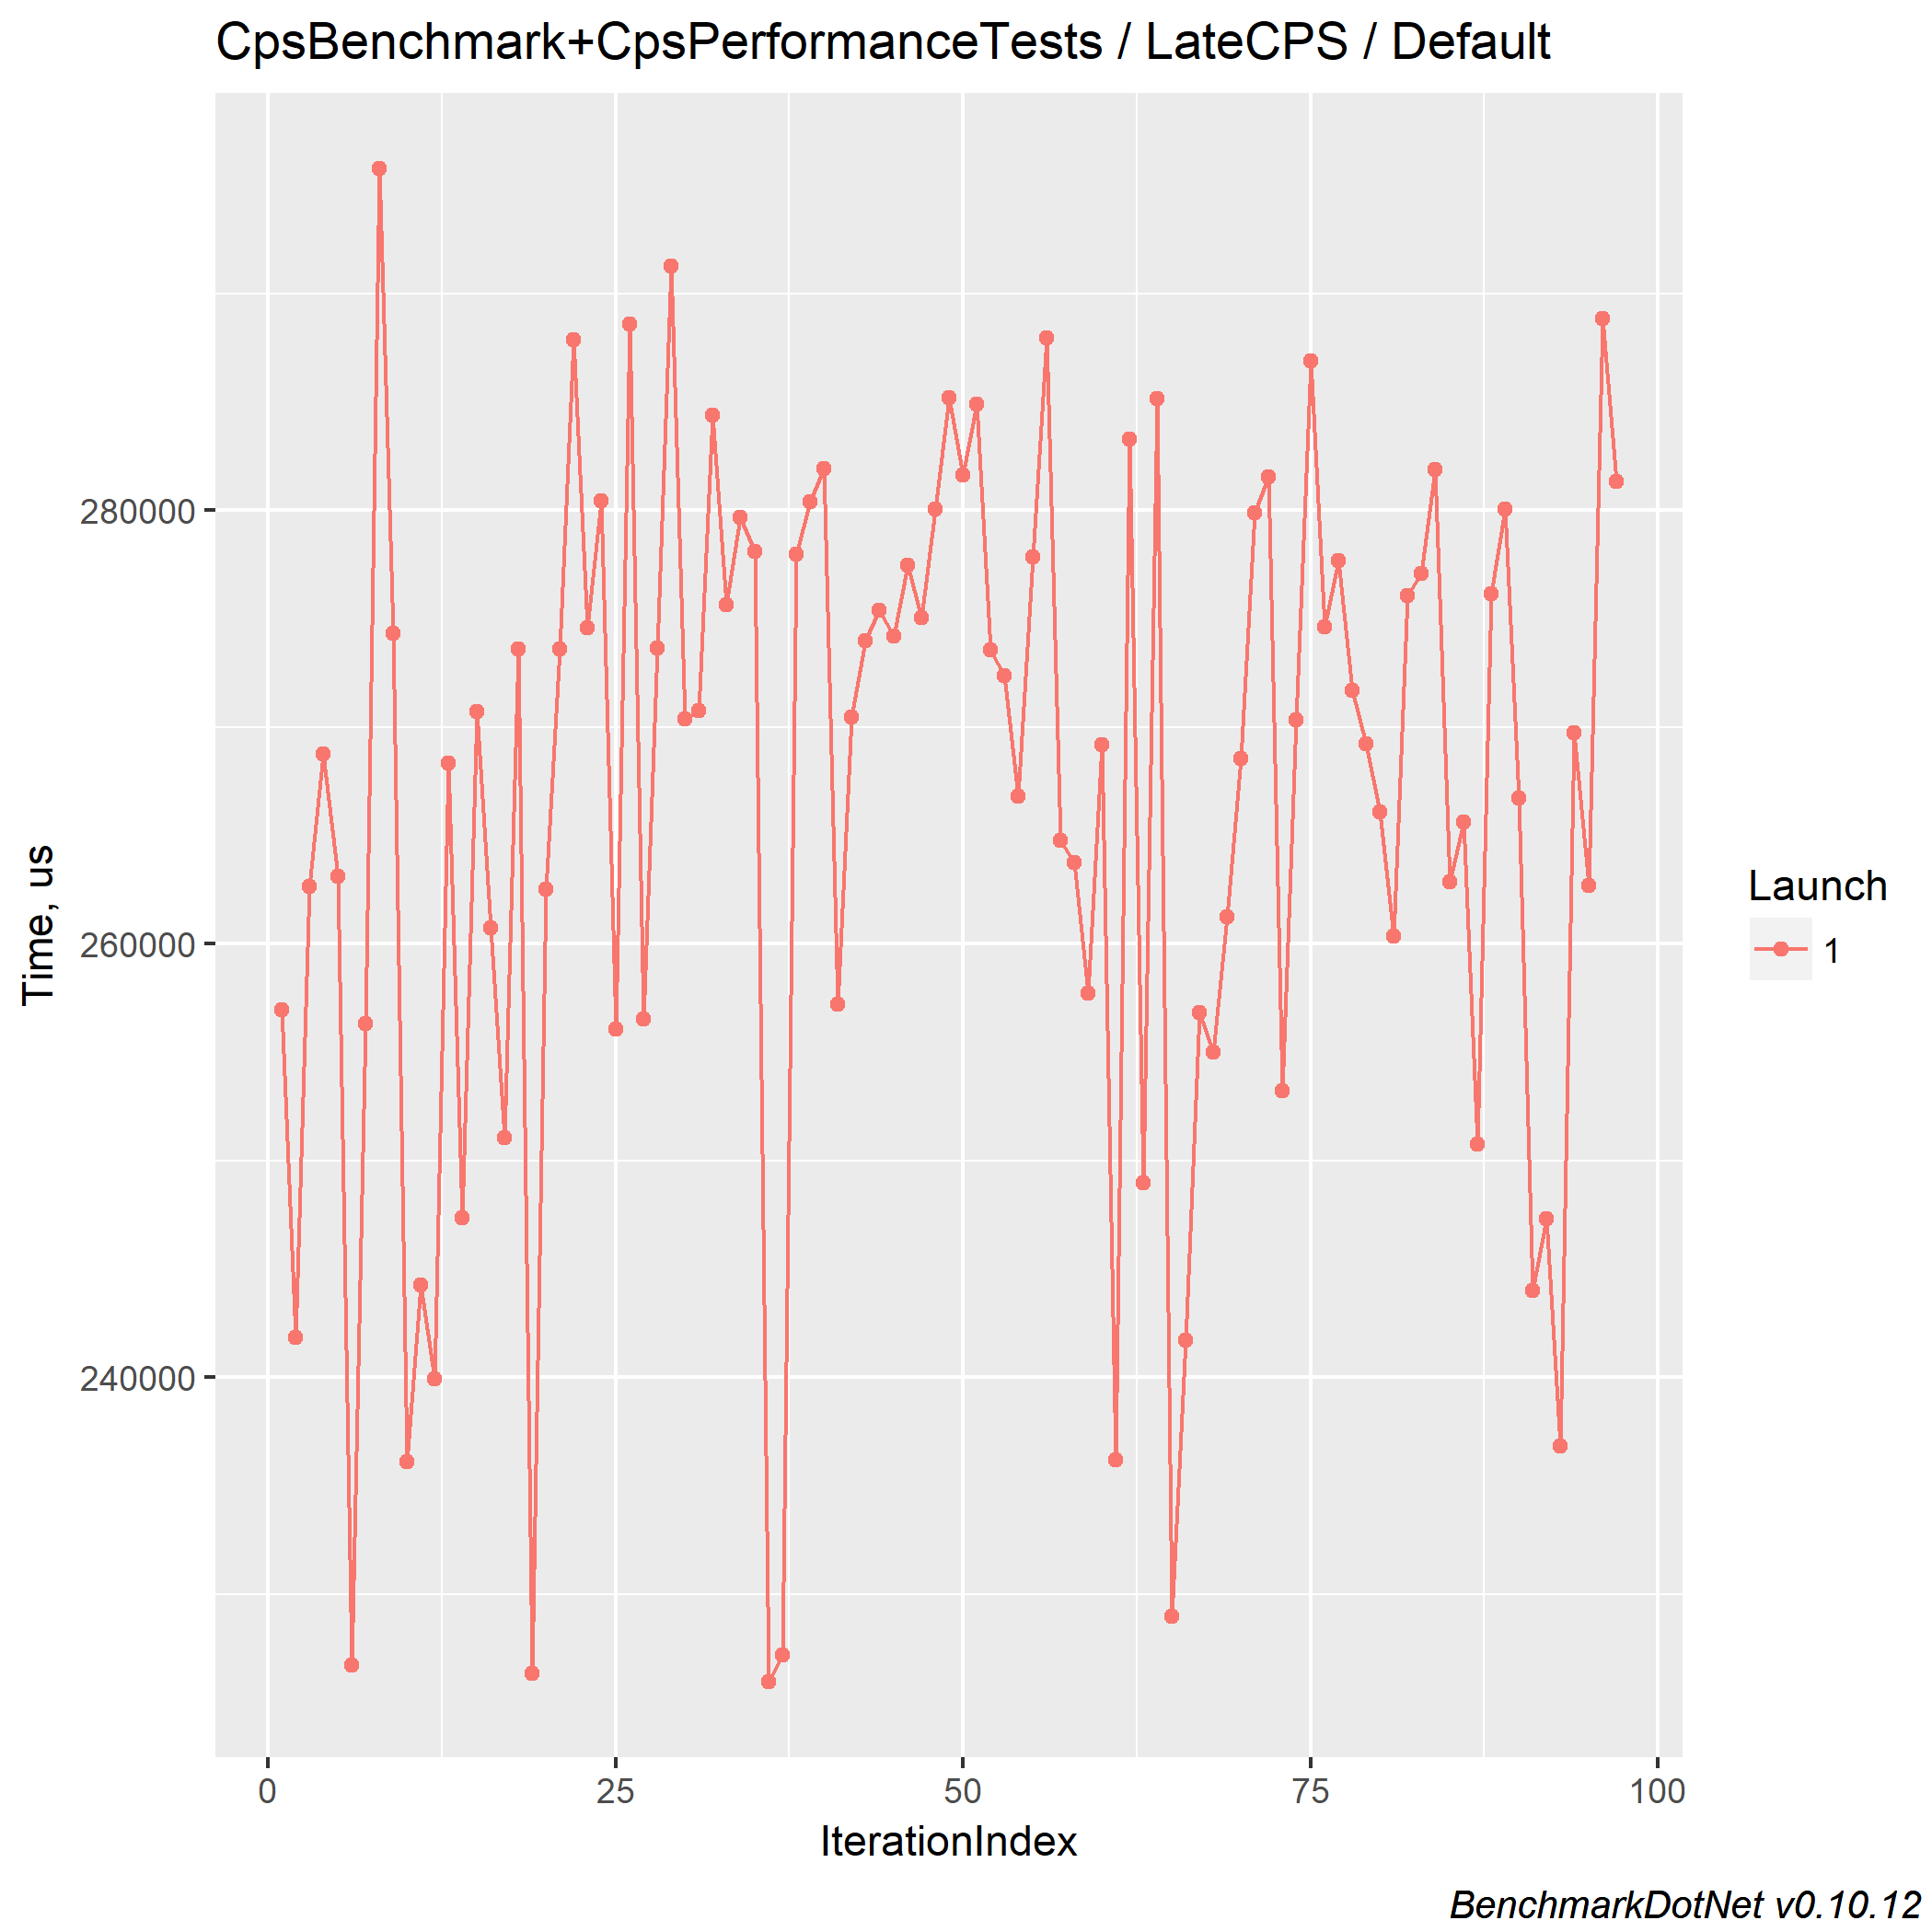 CpsBenchmark+CpsPerformanceTests / LateCPS / Default
280000
260000
240000
Time, us
0 25 50 75 100
IterationIndex
Launch
1
BenchmarkDotNet v0.10.12